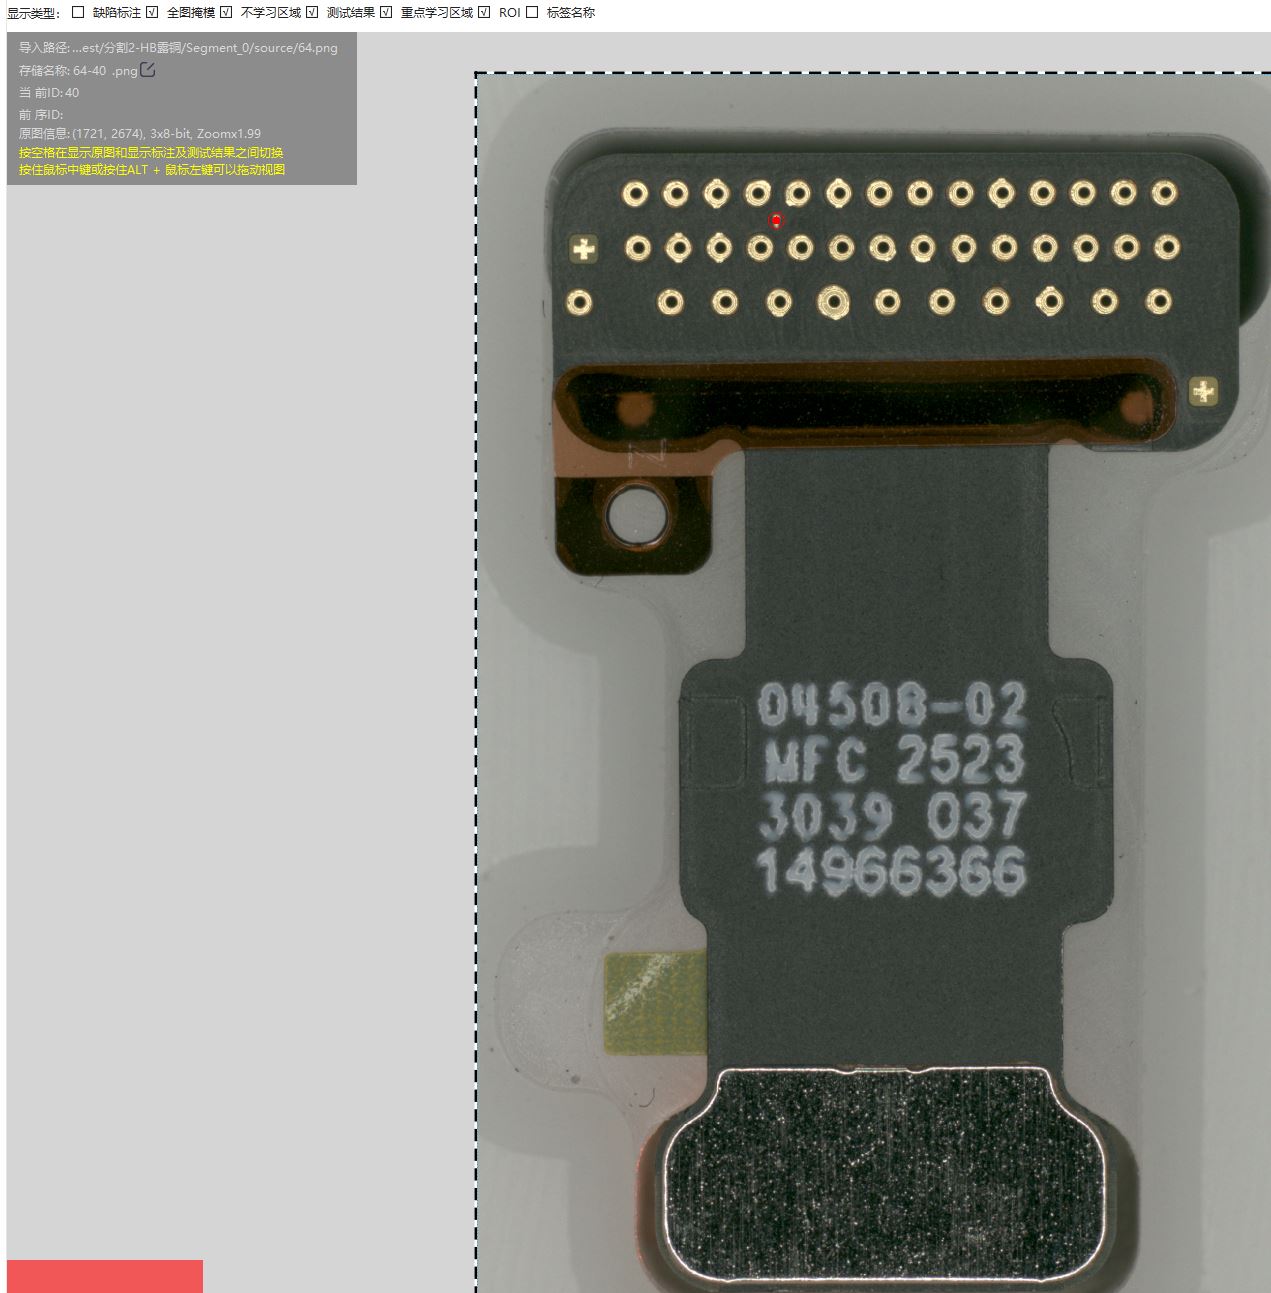 显示类型: 缺陷标注 全图掩模 不学习区域 测试结果 重点学习区域 ROI 标签名称
导入路径: ...est/分割2-HB露铜/Segment_0/source/64.png
存储名称: 64-40 .png
当 前ID: 40
前 序ID:
原图信息: (1721, 2674), 3x8-bit, Zoomx1.99
按空格在显示原图和显示标注及测试结果之间切换
按住鼠标中键或按住ALT + 鼠标左键可以拖动视图
04508-02
MFC 2523
3039 037
14966366